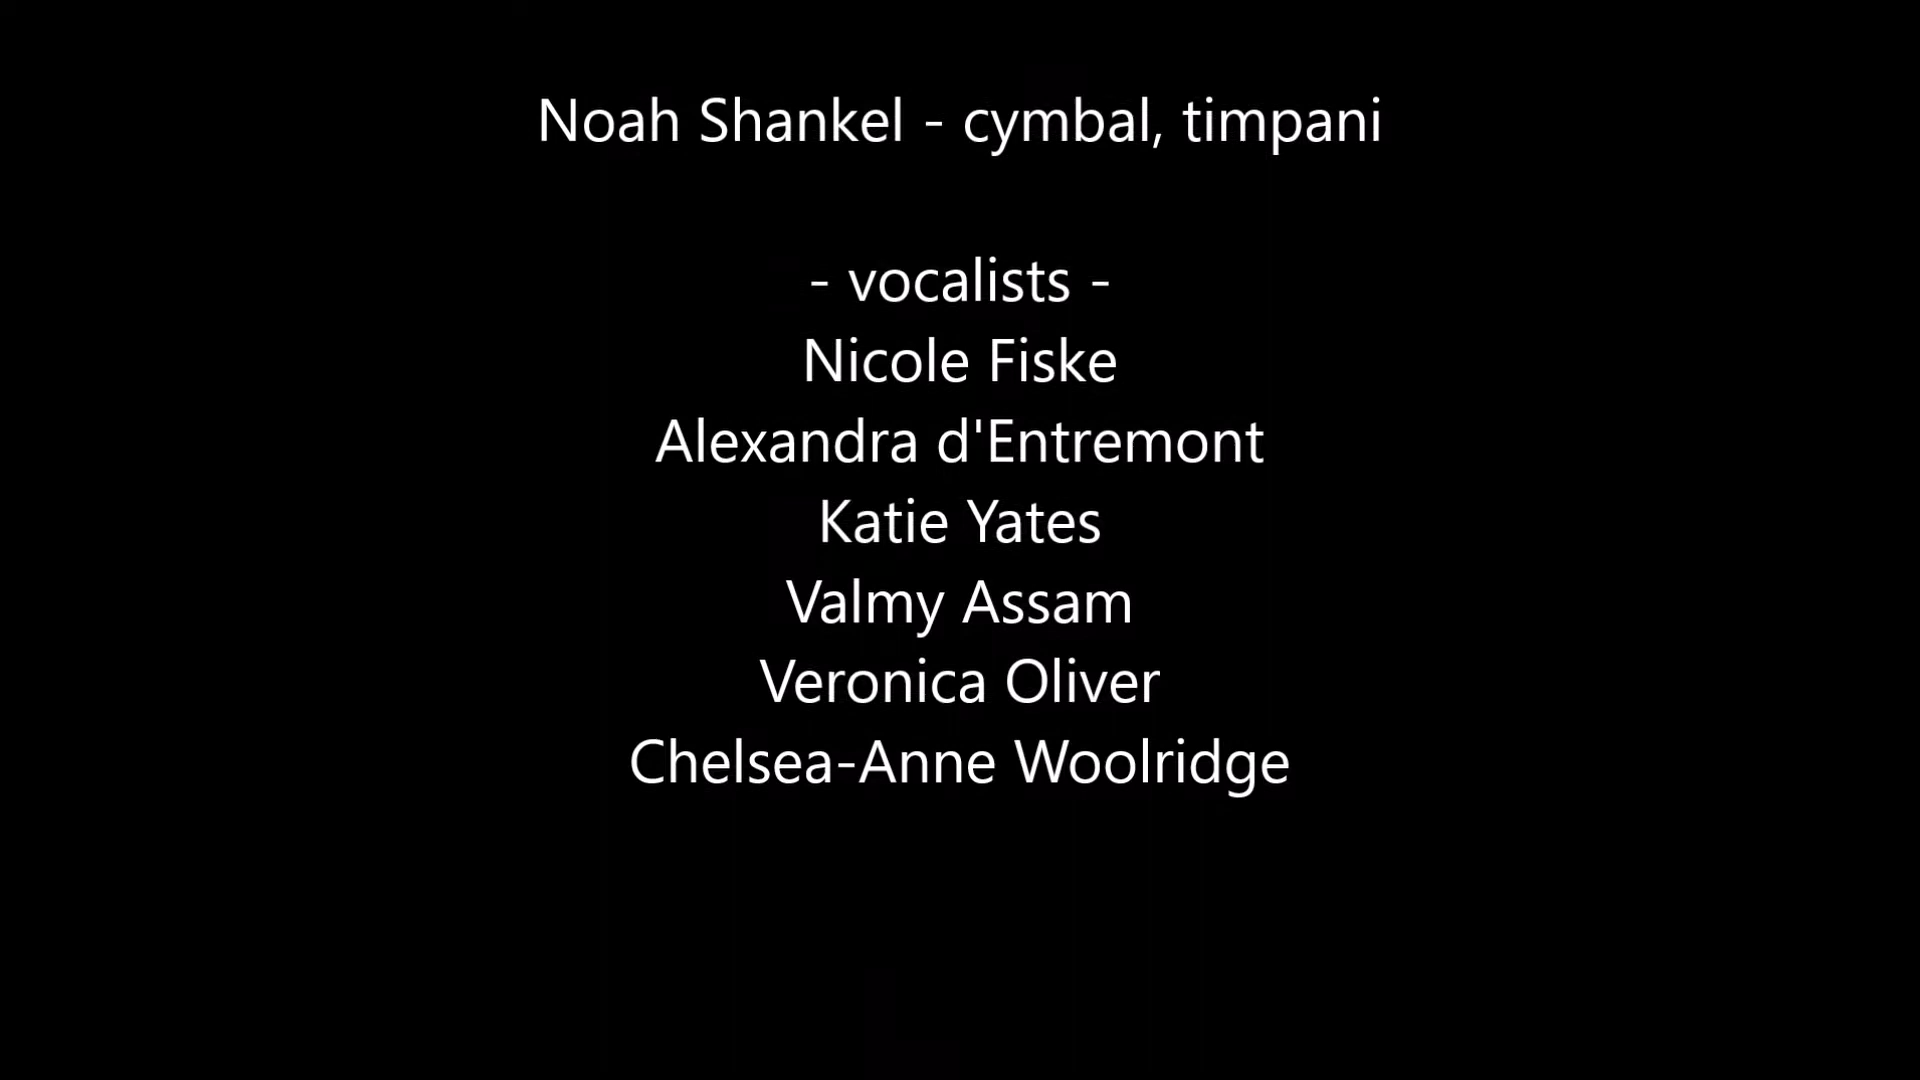 Noah Shankel - cymbal, timpani
- vocalists -
Nicole Fiske
Alexandra d'Entremont
Katie Yates
Valmy Assam
Veronica Oliver
Chelsea-Anne Woolridge